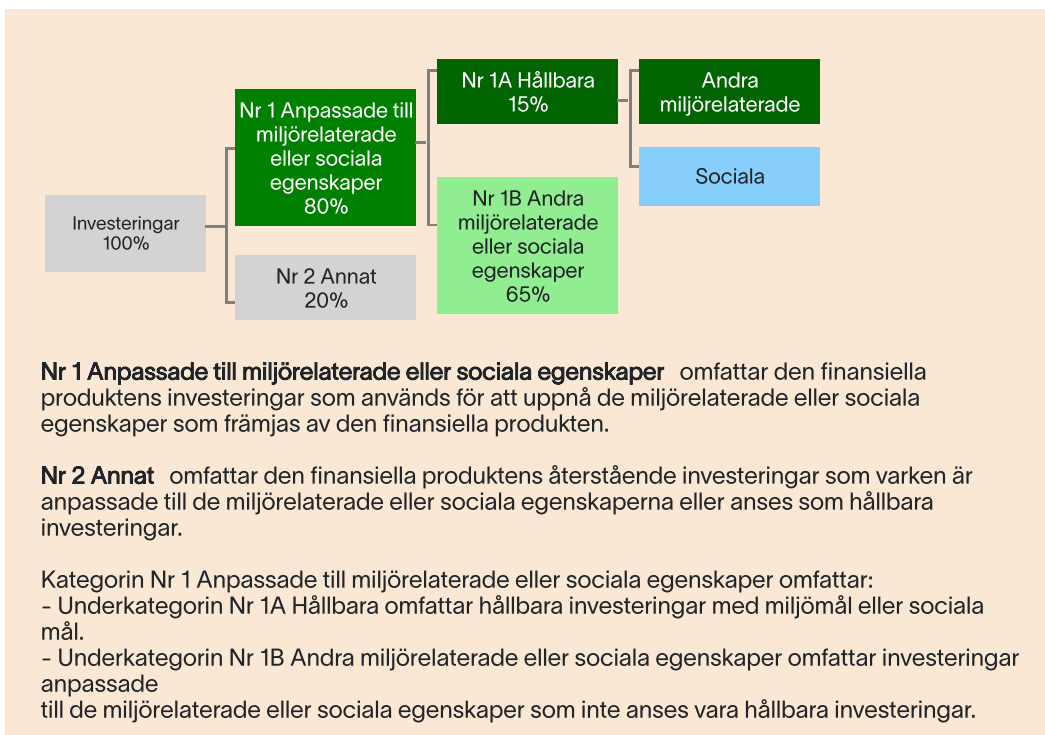 Investeringar
100%
Nr 1 Anpassade till
miljörelaterade
eller sociala
egenskaper
80%
Nr 2 Annat
20%
Nr 1A Hållbara
15%
Nr 1B Andra
miljörelaterade
eller sociala
egenskaper
65%
Andra
miljörelaterade
Sociala
Nr 1 Anpassade till miljörelaterade eller sociala egenskaper omfattar den finansiella
produktens investeringar som används för att uppnå de miljörelaterade eller sociala
egenskaper som främjas av den finansiella produkten.
Nr 2 Annat omfattar den finansiella produktens återstående investeringar som varken är
anpassade till de miljörelaterade eller sociala egenskaperna eller anses som hållbara
investeringar.
Kategorin Nr 1 Anpassade till miljörelaterade eller sociala egenskaper omfattar:
- Underkategorin Nr 1A Hållbara omfattar hållbara investeringar med miljömål eller sociala
mål.
- Underkategorin Nr 1B Andra miljörelaterade eller sociala egenskaper omfattar investeringar
anpassade
till de miljörelaterade eller sociala egenskaper som inte anses vara hållbara investeringar.